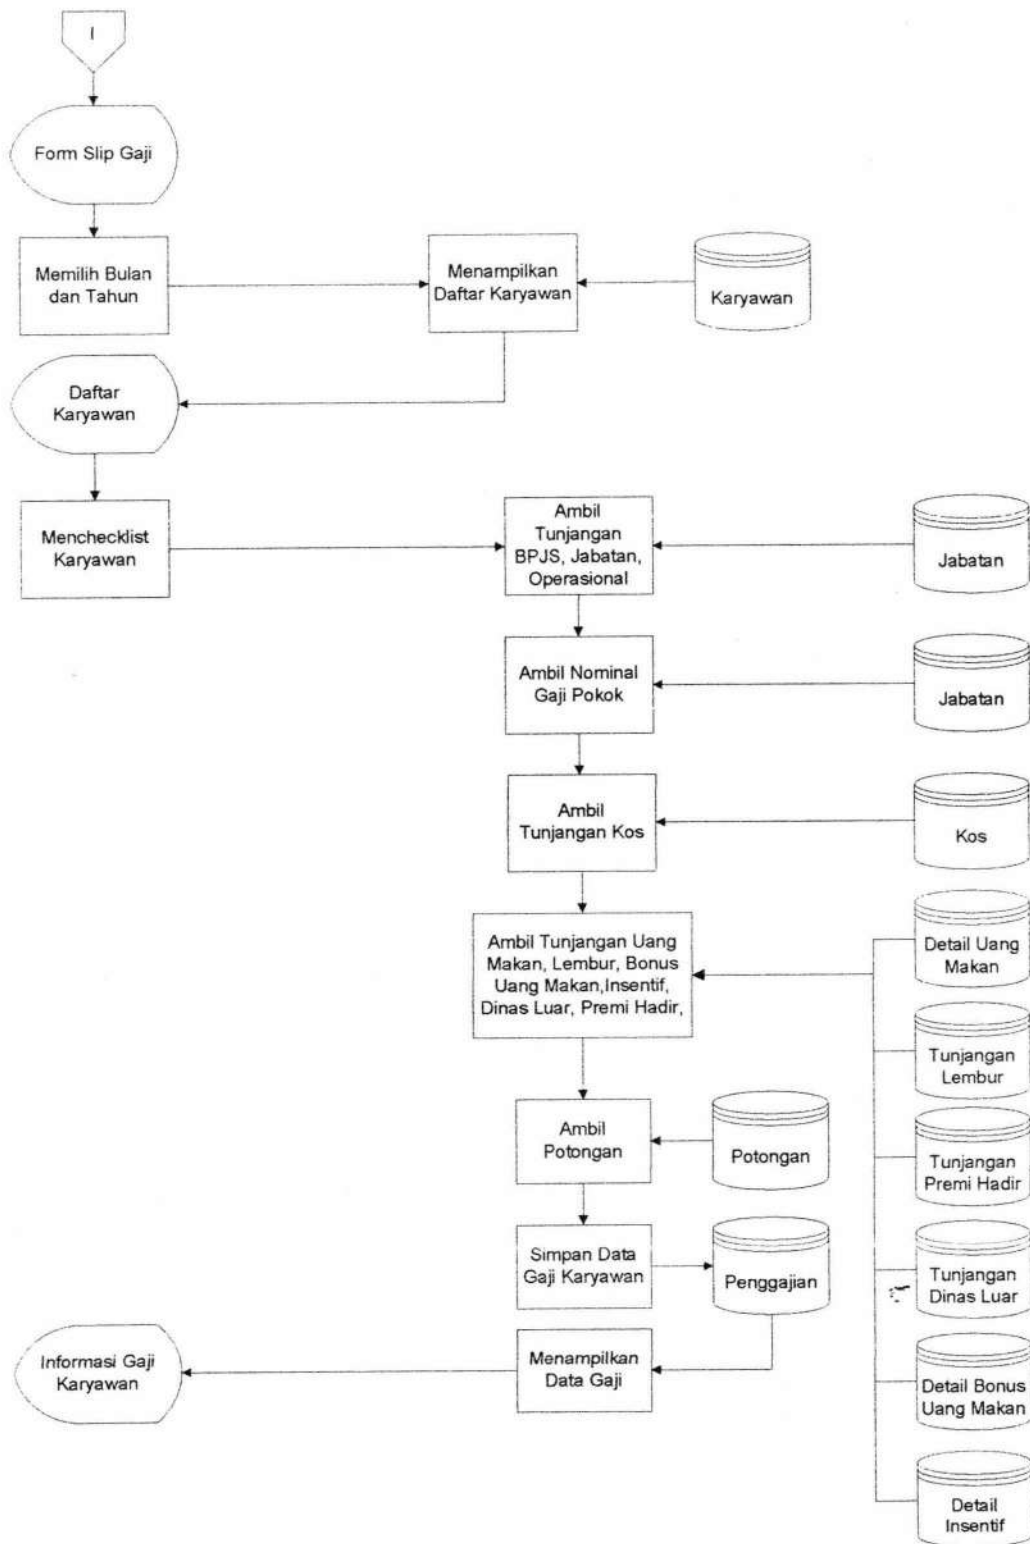 1
Form Slip Gaji
Memilih Bulan
dan Tahun
Menampilkan
Daftar Karyawan
Karyawan
Daftar
Karyawan
Menchecklist
Karyawan
Ambil
Tunjangan
BPJS, Jabatan,
Operasional
Jabatan
Ambil Nominal
Gaji Pokok
Jabatan
Ambil
Tunjangan Kos
Kos
Ambil Tunjangan Uang
Makan, Lembur, Bonus
Uang Makan,Insentif,
Dinas Luar, Premi Hadir,
Detail Uang
Makan
Tunjangan
Lembur
Tunjangan
Premi Hadir
Tunjangan
Dinas Luar
Detail Bonus
Uang Makan
Detail
Insentif
Ambil
Potongan
Potongan
Simpan Data
Gaji Karyawan
Penggajian
Menampilkan
Data Gaji
Informasi Gaji
Karyawan